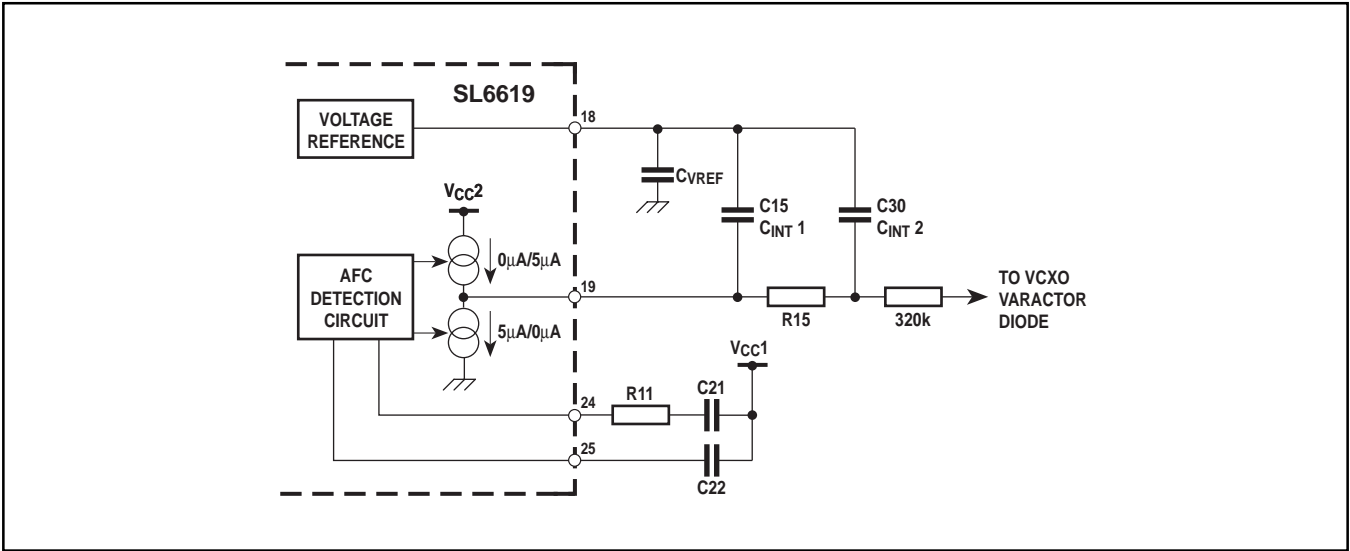 SL6619
VOLTAGE
REFERENCE
18
CVREF
C15
CINT 1
C30
CINT 2
VCC2
0µA/5µA
AFC
DETECTION
CIRCUIT
19
5µA/0µA
R15
320k
TO VCXO
VARACTOR
DIODE
VCC1
24
R11
C21
25
C22